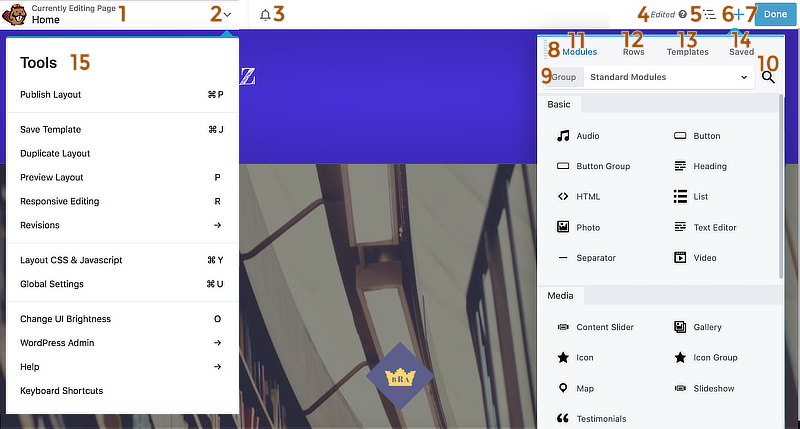 Currently Editing Page 1
Home
2
3
4 Edited 5 6 7 Done
Tools 15
Publish Layout ⌘P
Save Template ⌘J
Duplicate Layout
Preview Layout P
Responsive Editing R
Revisions →
Layout CSS & Javascript ⌘Y
Global Settings ⌘U
Change UI Brightness O
WordPress Admin →
Help →
Keyboard Shortcuts
Z
BRA
11 12 13 14
8 Modules Rows Templates Saved
9 Group Standard Modules 10
Basic
Audio Button
Button Group Heading
HTML List
Photo Text Editor
Separator Video
Media
Content Slider Gallery
Icon Icon Group
Map Slideshow
Testimonials